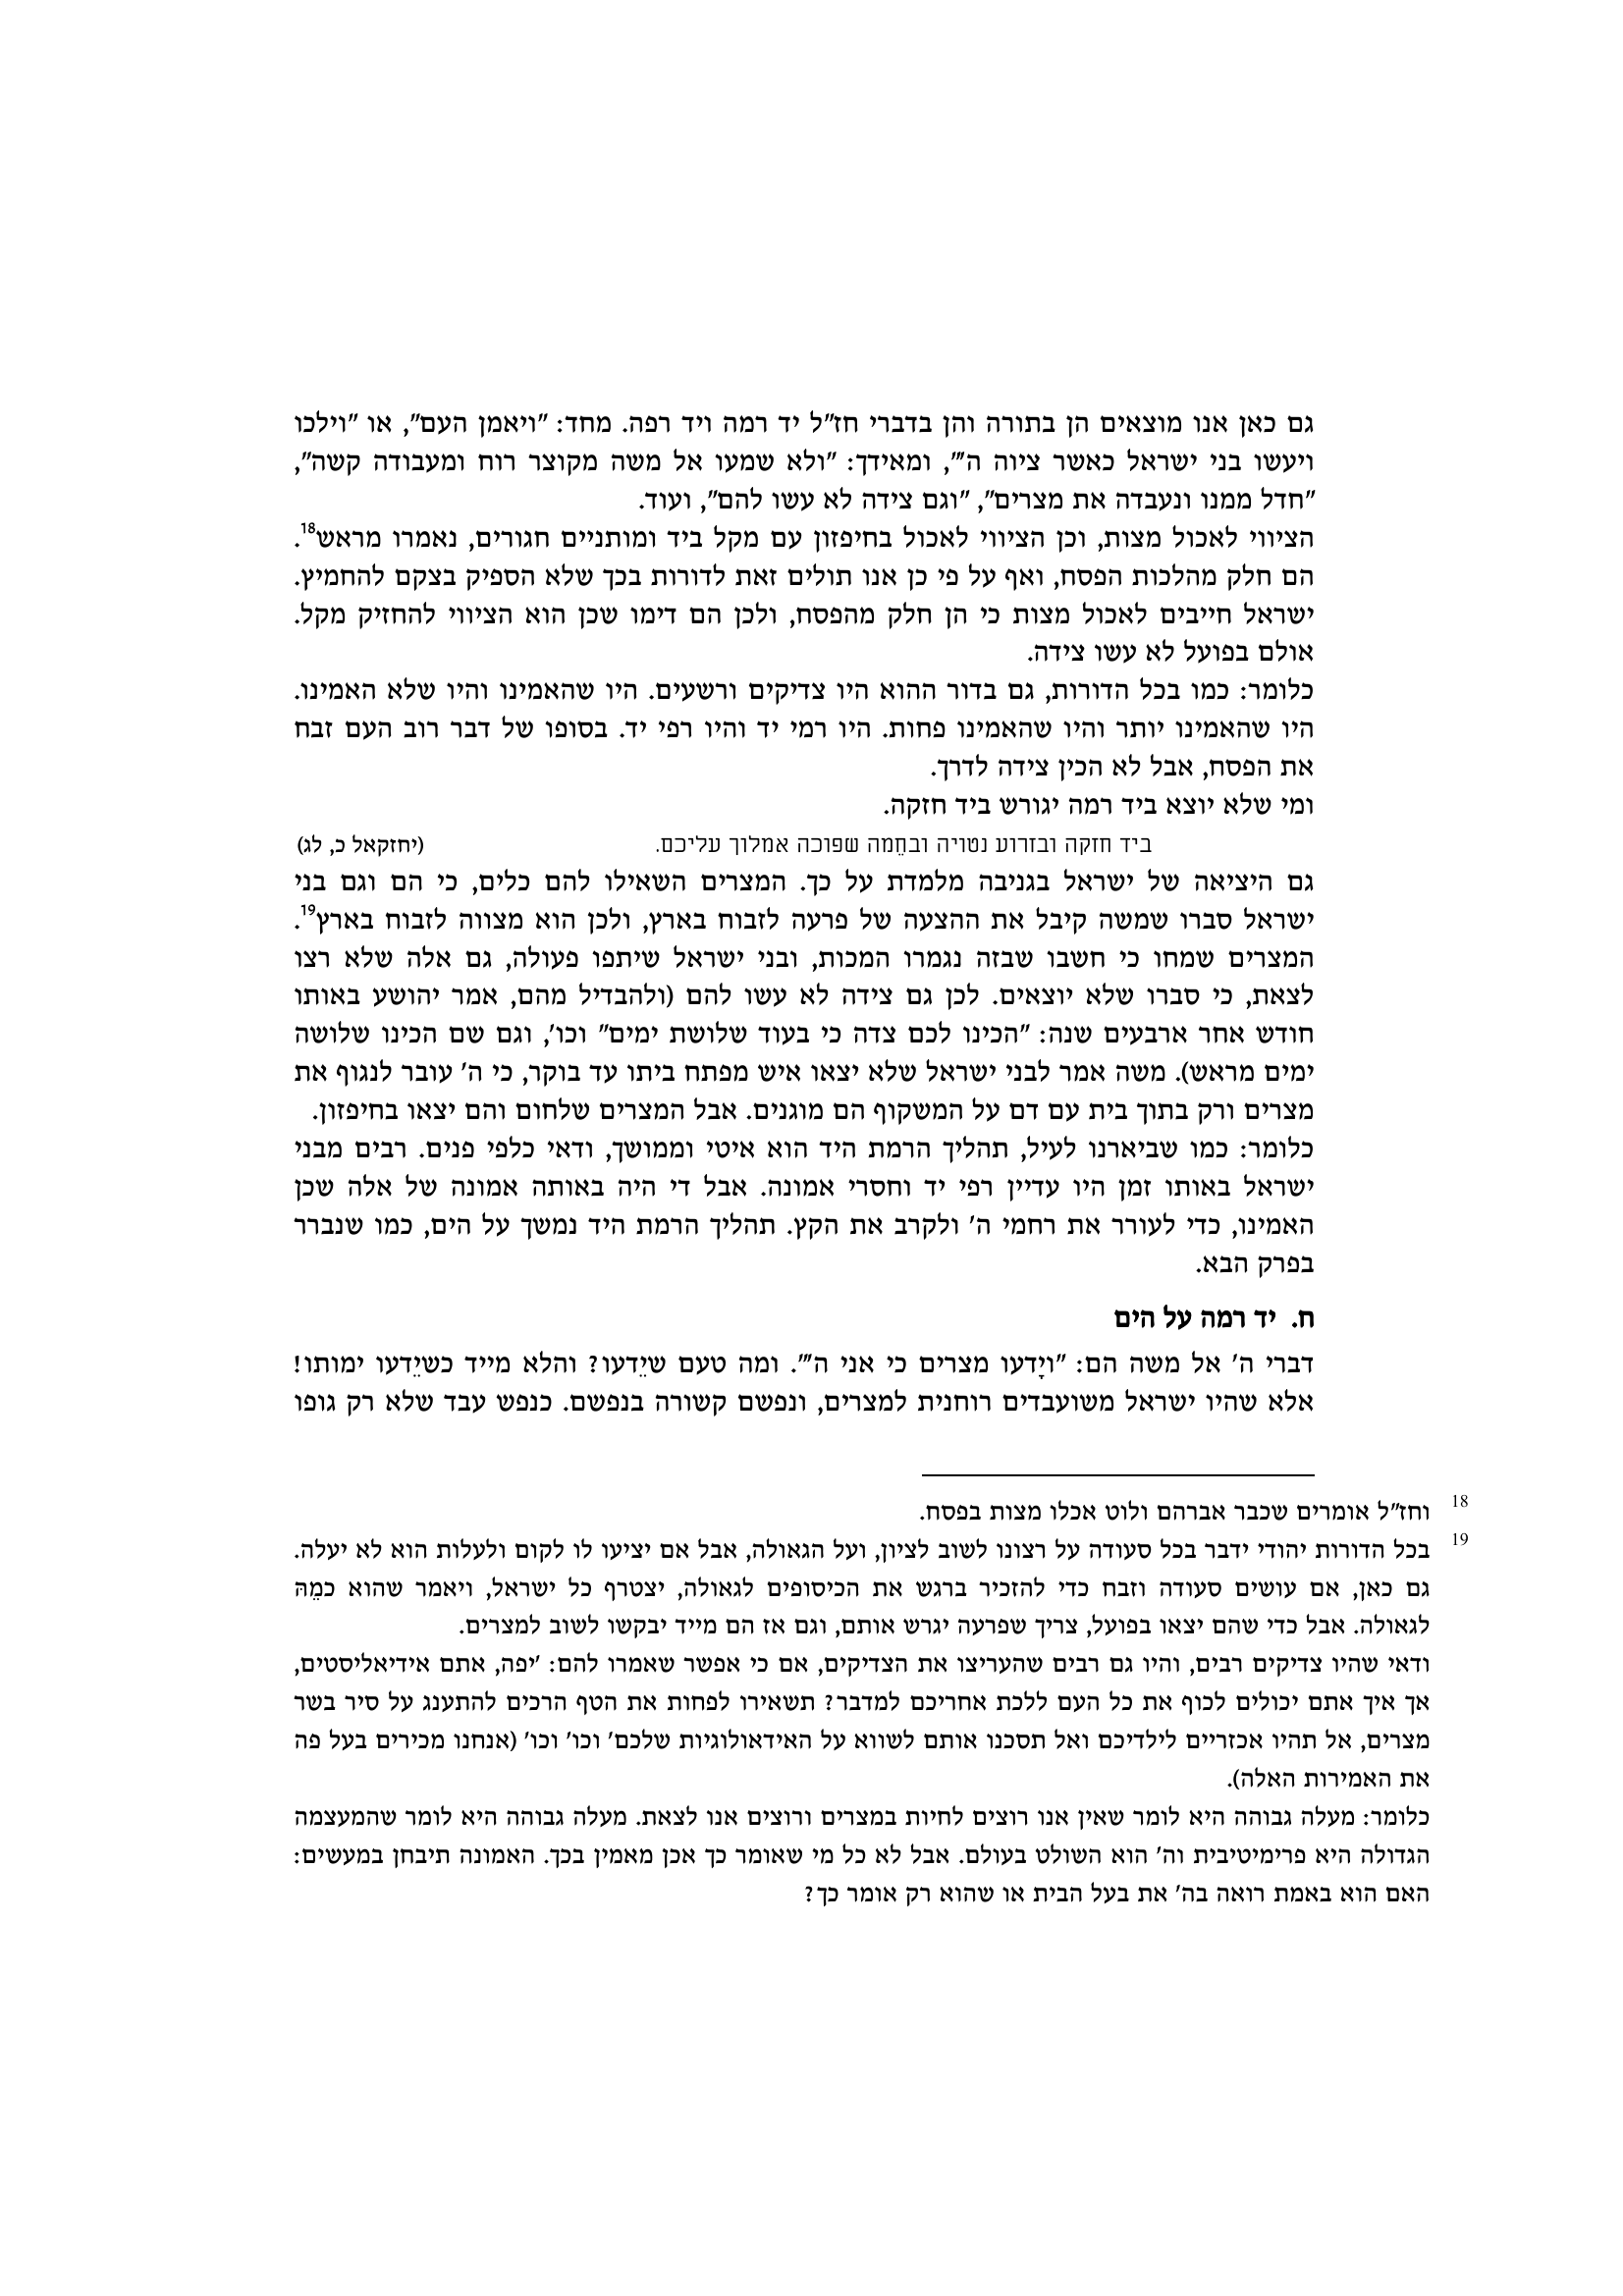 גם כאן אנו מוצאים הן בתורה והן בדברי חז"ל יד רמה ויד רפה. מחד: "ויאמן העם", או "וילכו
ויעשו בני ישראל כאשר ציוה ה'", ומאידך: "ולא שמעו אל משה מקוצר רוח ומעבודה קשה",
"חדל ממנו ונעבדה את מצרים", "וגם צידה לא עשו להם", ועוד.
הציווי לאכול מצות, וכן הציווי לאכול בחיפזון עם מקל ביד ומותניים חגורים, נאמרו מראש18.
הם חלק מהלכות הפסח, ואף על פי כן אנו תולים זאת לדורות בכך שלא הספיק בצקם להחמיץ.
ישראל חייבים לאכול מצות כי הן חלק מהפסח, ולכן הם דימו שכן הוא הציווי להחזיק מקל.
אולם בפועל לא עשו צידה.
כלומר: כמו בכל הדורות, גם בדור ההוא היו צדיקים ורשעים. היו שהאמינו והיו שלא האמינו.
היו שהאמינו יותר והיו שהאמינו פחות. היו רמי יד והיו רפי יד. בסופו של דבר רוב העם זבח
את הפסח, אבל לא הכין צידה לדרך.
ומי שלא יוצא ביד רמה יגורש ביד חזקה.
ביד חזקה ובזרוע נטויה ובחֵמה שפוכה אמלוך עליכם. (יחזקאל כ, לג)
גם היציאה של ישראל בגניבה מלמדת על כך. המצרים השאילו להם כלים, כי הם וגם בני
ישראל סברו שמשה קיבל את ההצעה של פרעה לזבוח בארץ, ולכן הוא מצווה לזבוח בארץ19.
המצרים שמחו כי חשבו שבזה נגמרו המכות, ובני ישראל שיתפו פעולה, גם אלה שלא רצו
לצאת, כי סברו שלא יוצאים. לכן גם צידה לא עשו להם (ולהבדיל מהם, אמר יהושע באותו
חודש אחר ארבעים שנה: "הכינו לכם צדה כי בעוד שלושת ימים" וכו', וגם שם הכינו שלושה
ימים מראש). משה אמר לבני ישראל שלא יצאו איש מפתח ביתו עד בוקר, כי ה' עובר לנגוף את
מצרים ורק בתוך בית עם דם על המשקוף הם מוגנים. אבל המצרים שלחום והם יצאו בחיפזון.
כלומר: כמו שביארנו לעיל, תהליך הרמת היד הוא איטי וממושך, ודאי כלפי פנים. רבים מבני
ישראל באותו זמן היו עדיין רפי יד וחסרי אמונה. אבל די היה באותה אמונה של אלה שכן
האמינו, כדי לעורר את רחמי ה' ולקרב את הקץ. תהליך הרמת היד נמשך על הים, כמו שנברר
בפרק הבא.
ח. יד רמה על הים
דברי ה' אל משה הם: "ויָדעו מצרים כי אני ה'". ומה טעם שיֵדעו? והלא מייד כשיֵדעו ימותו!
אלא שהיו ישראל משועבדים רוחנית למצרים, ונפשם קשורה בנפשם. כנפש עבד שלא רק גופו
18 וחז"ל אומרים שכבר אברהם ולוט אכלו מצות בפסח.
19 בכל הדורות יהודי ידבר בכל סעודה על רצונו לשוב לציון, ועל הגאולה, אבל אם יציעו לו לקום ולעלות הוא לא יעלה.
גם כאן, אם עושים סעודה וזבח כדי להזכיר ברגש את הכיסופים לגאולה, יצטרף כל ישראל, ויאמר שהוא כמֵהּ
לגאולה. אבל כדי שהם יצאו בפועל, צריך שפרעה יגרש אותם, וגם אז הם מייד יבקשו לשוב למצרים.
ודאי שהיו צדיקים רבים, והיו גם רבים שהעריצו את הצדיקים, אם כי אפשר שאמרו להם: 'יפה, אתם אידיאליסטים,
אך איך אתם יכולים לכוף את כל העם ללכת אחריכם למדבר? תשאירו לפחות את הטף הרכים להתענג על סיר בשר
מצרים, אל תהיו אכזריים לילדיכם ואל תסכנו אותם לשווא על האידאולוגיות שלכם' וכו' וכו' (אנחנו מכירים בעל פה
את האמירות האלה).
כלומר: מעלה גבוהה היא לומר שאין אנו רוצים לחיות במצרים ורוצים אנו לצאת. מעלה גבוהה היא לומר שהמעצמה
הגדולה היא פרימיטיבית וה' הוא השולט בעולם. אבל לא כל מי שאומר כך אכן מאמין בכך. האמונה תיבחן במעשים:
האם הוא באמת רואה בה' את בעל הבית או שהוא רק אומר כך?